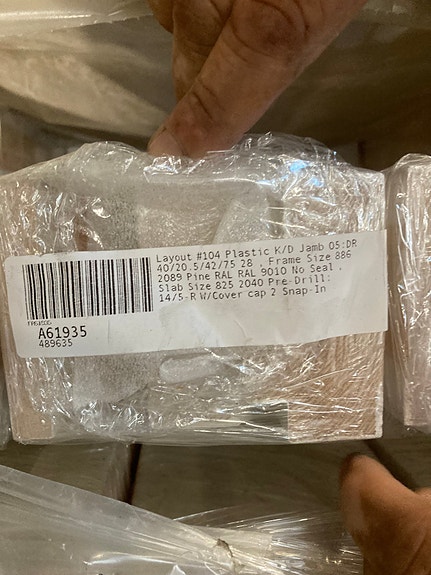 Layout #104 Plastic K/D Jamb 05:DR
40/20.5/42/75 28 , Frame Size 886
2089 Pine RAL RAL 9010 No Seal ,
Slab Size 825 2040 Pre-Drill:
14/5-R W/Cover cap 2 Snap-In
A61935
489635